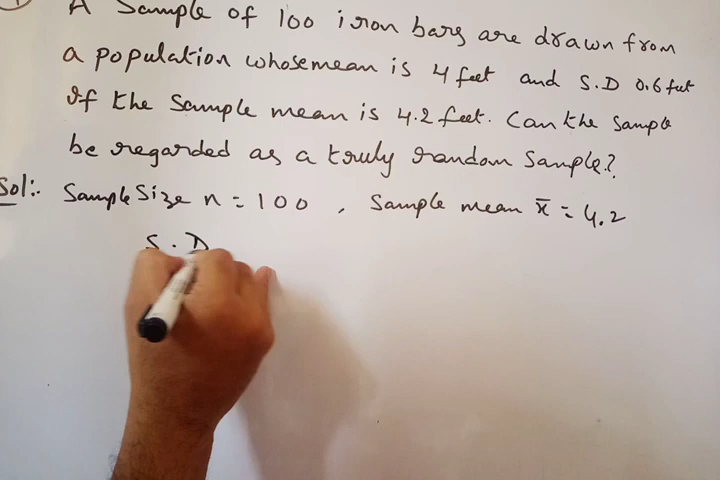 A Sample of 100 iron bars are drawn from
a population whose mean is 4 feet and S.D 0.6 feet
If the sample mean is 4.2 feet. Can the sample
be regarded as a truly random sample?
Sol:- Sample Size n = 100 , Sample mean x̄ = 4.2
S.D